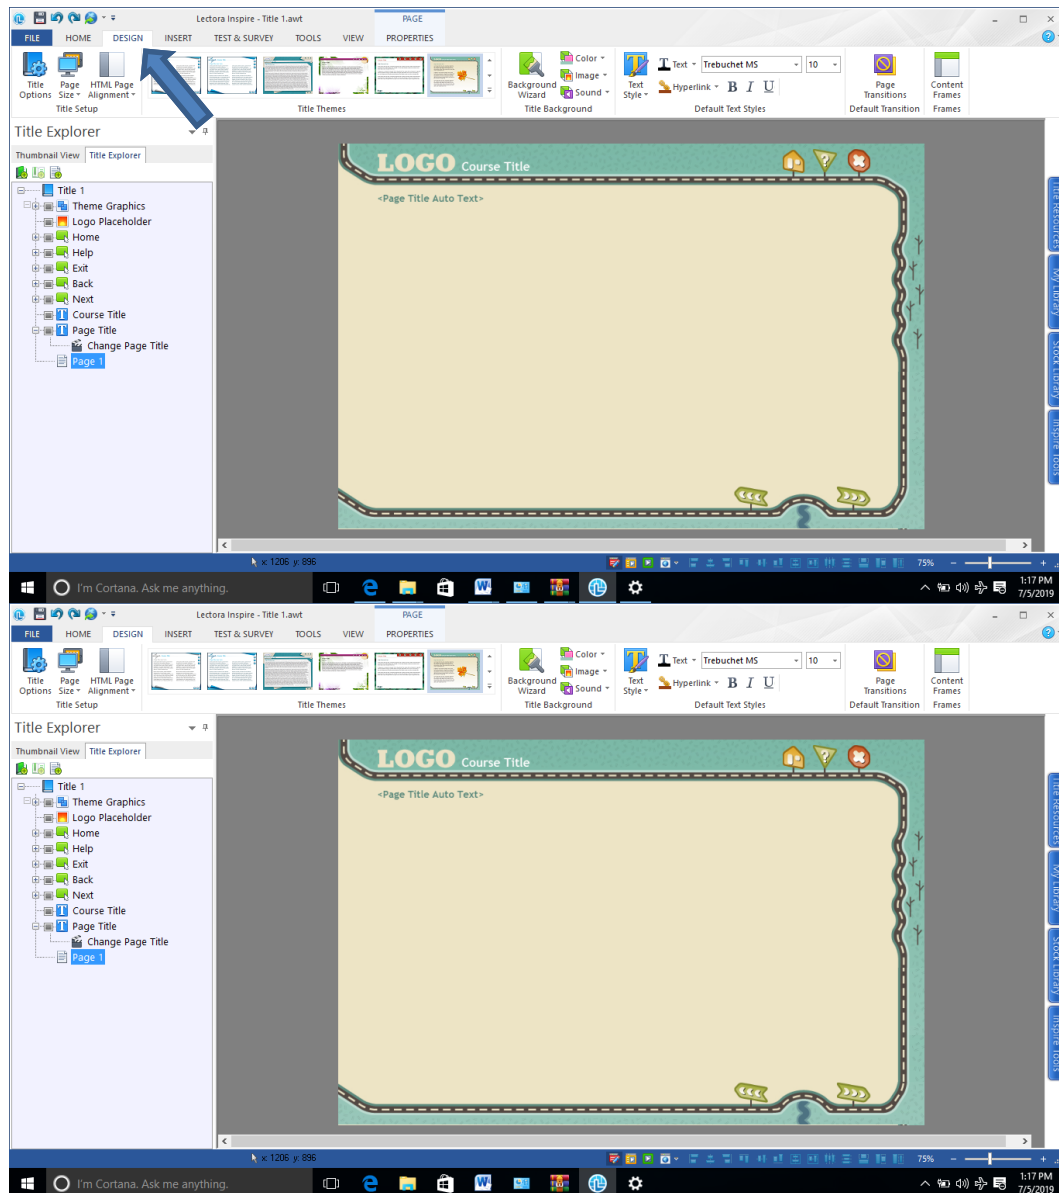 Lectora Inspire - Title 1.awt PAGE
FILE HOME DESIGN INSERT TEST & SURVEY TOOLS VIEW PROPERTIES
Title Options
Page Size
HTML Page Alignment
Title Setup
Title Themes
Background Wizard
Color
Image
Sound
Title Background
Text Style
Text Trebuchet MS 10
Hyperlink B I U
Default Text Styles
Page Transitions
Default Transition
Content Frames
Frames
Title Explorer
Thumbnail View Title Explorer
Title 1
Theme Graphics
Logo Placeholder
Home
Help
Exit
Back
Next
Course Title
Page Title
Change Page Title
Page 1
LOGO Course Title
<Page Title Auto Text>
Title Resources
My Library
Stock Library
Inspire Tools
x: 1206 y: 896 75%
I'm Cortana. Ask me anything.
1:17 PM
7/5/2019
Lectora Inspire - Title 1.awt PAGE
FILE HOME DESIGN INSERT TEST & SURVEY TOOLS VIEW PROPERTIES
Title Options
Page Size
HTML Page Alignment
Title Setup
Title Themes
Background Wizard
Color
Image
Sound
Title Background
Text Style
Text Trebuchet MS 10
Hyperlink B I U
Default Text Styles
Page Transitions
Default Transition
Content Frames
Frames
Title Explorer
Thumbnail View Title Explorer
Title 1
Theme Graphics
Logo Placeholder
Home
Help
Exit
Back
Next
Course Title
Page Title
Change Page Title
Page 1
LOGO Course Title
<Page Title Auto Text>
Title Resources
My Library
Stock Library
Inspire Tools
x: 1206 y: 896 75%
I'm Cortana. Ask me anything.
1:17 PM
7/5/2019